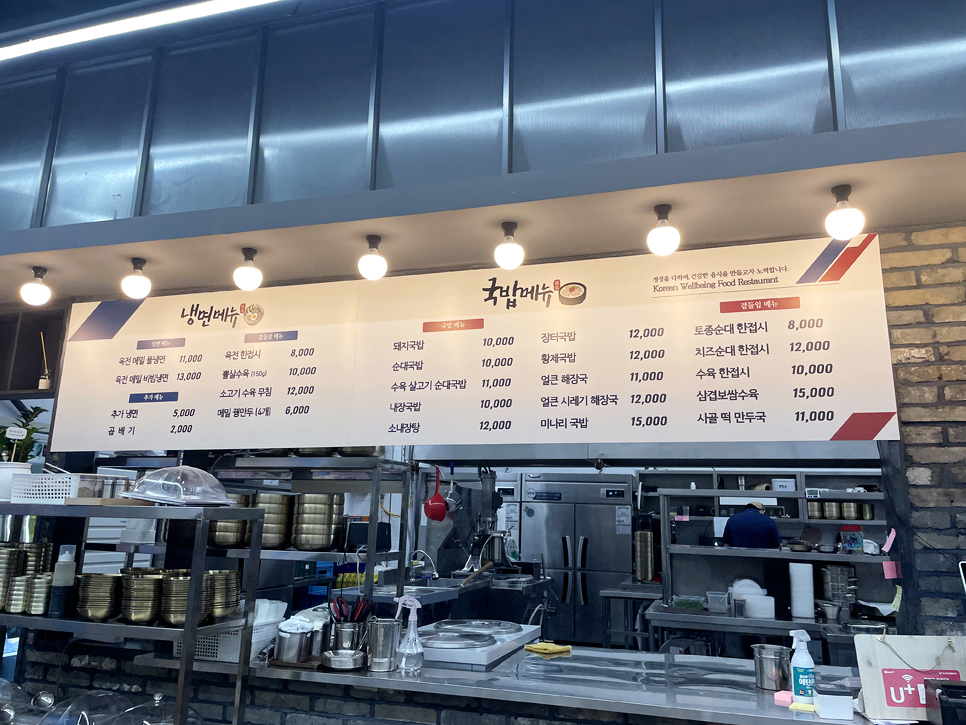 냉면메뉴
냉면 메뉴
육전 메밀 물냉면 11,000
육전 메밀 비빔냉면 13,000
추가 메뉴
추가 냉면 5,000
곱 배 기 2,000
곁들임 메뉴
육전 한접시 8,000
뽈살수육 (150g) 10,000
소고기 수육 무침 12,000
메밀 꿩만두 (4개) 6,000
국밥메뉴
국밥 메뉴
돼지국밥 10,000
순대국밥 10,000
수육 살고기 순대국밥 11,000
내장국밥 10,000
소내장탕 12,000
장터국밥 12,000
황제국밥 12,000
얼큰 해장국 11,000
얼큰 시레기 해장국 12,000
미나리 국밥 15,000
정성을 다하여, 건강한 음식을 만들고자 노력합니다.
Korean Wellbeing Food Restaurant
곁들임 메뉴
토종순대 한접시 8,000
치즈순대 한접시 12,000
수육 한접시 10,000
삼겹보쌈수육 15,000
사골 떡 만두국 11,000
U+